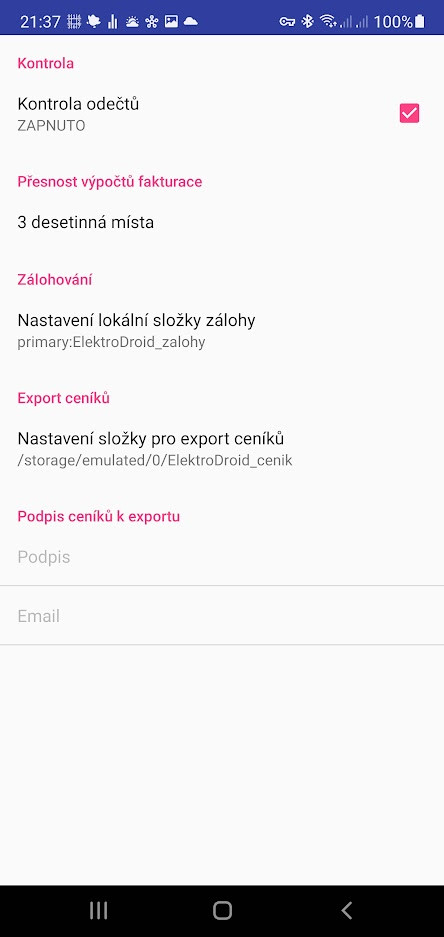 21:37
100%
Kontrola
Kontrola odečtů
ZAPNUTO
Přesnost výpočtů fakturace
3 desetinná místa
Zálohování
Nastavení lokální složky zálohy
primary:ElektroDroid_zalohy
Export ceníků
Nastavení složky pro export ceníků
/storage/emulated/0/ElektroDroid_cenik
Podpis ceníků k exportu
Podpis
Email